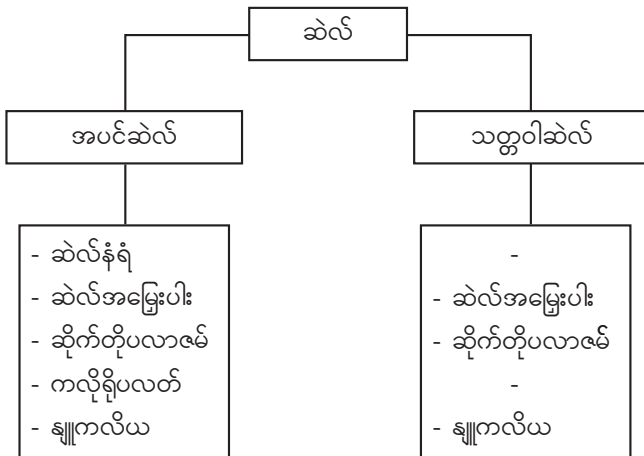 ဆဲလ်
အပင်ဆဲလ်
သတ္တဝါဆဲလ်
- ဆဲလ်နံရံ
- ဆဲလ်အမြှေးပါး
- ဆိုက်တိုပလာဇမ်
- ကလိုရိုပလတ်
- နျူကလိယ
-
- ဆဲလ်အမြှေးပါး
- ဆိုက်တိုပလာဇမ်
-
- နျူကလိယ